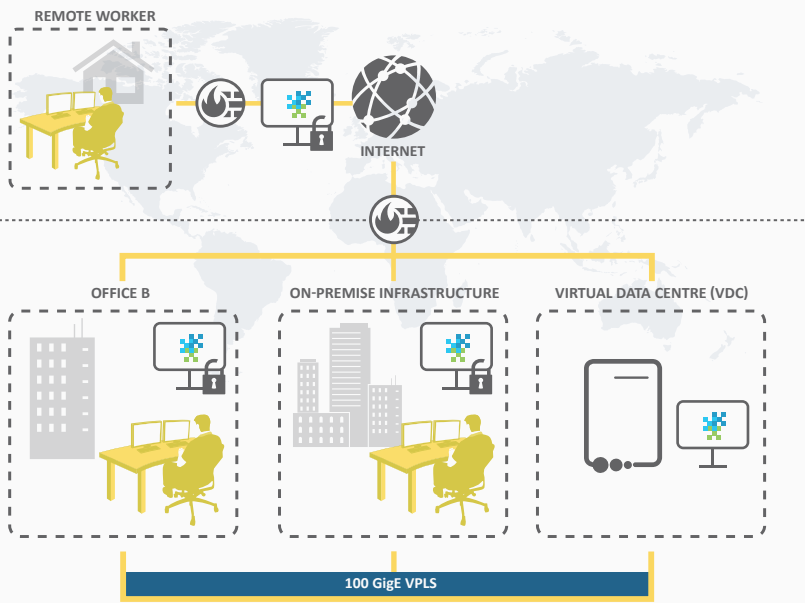 REMOTE WORKER
INTERNET
OFFICE B
ON-PREMISE INFRASTRUCTURE
VIRTUAL DATA CENTRE (VDC)
100 GigE VPLS